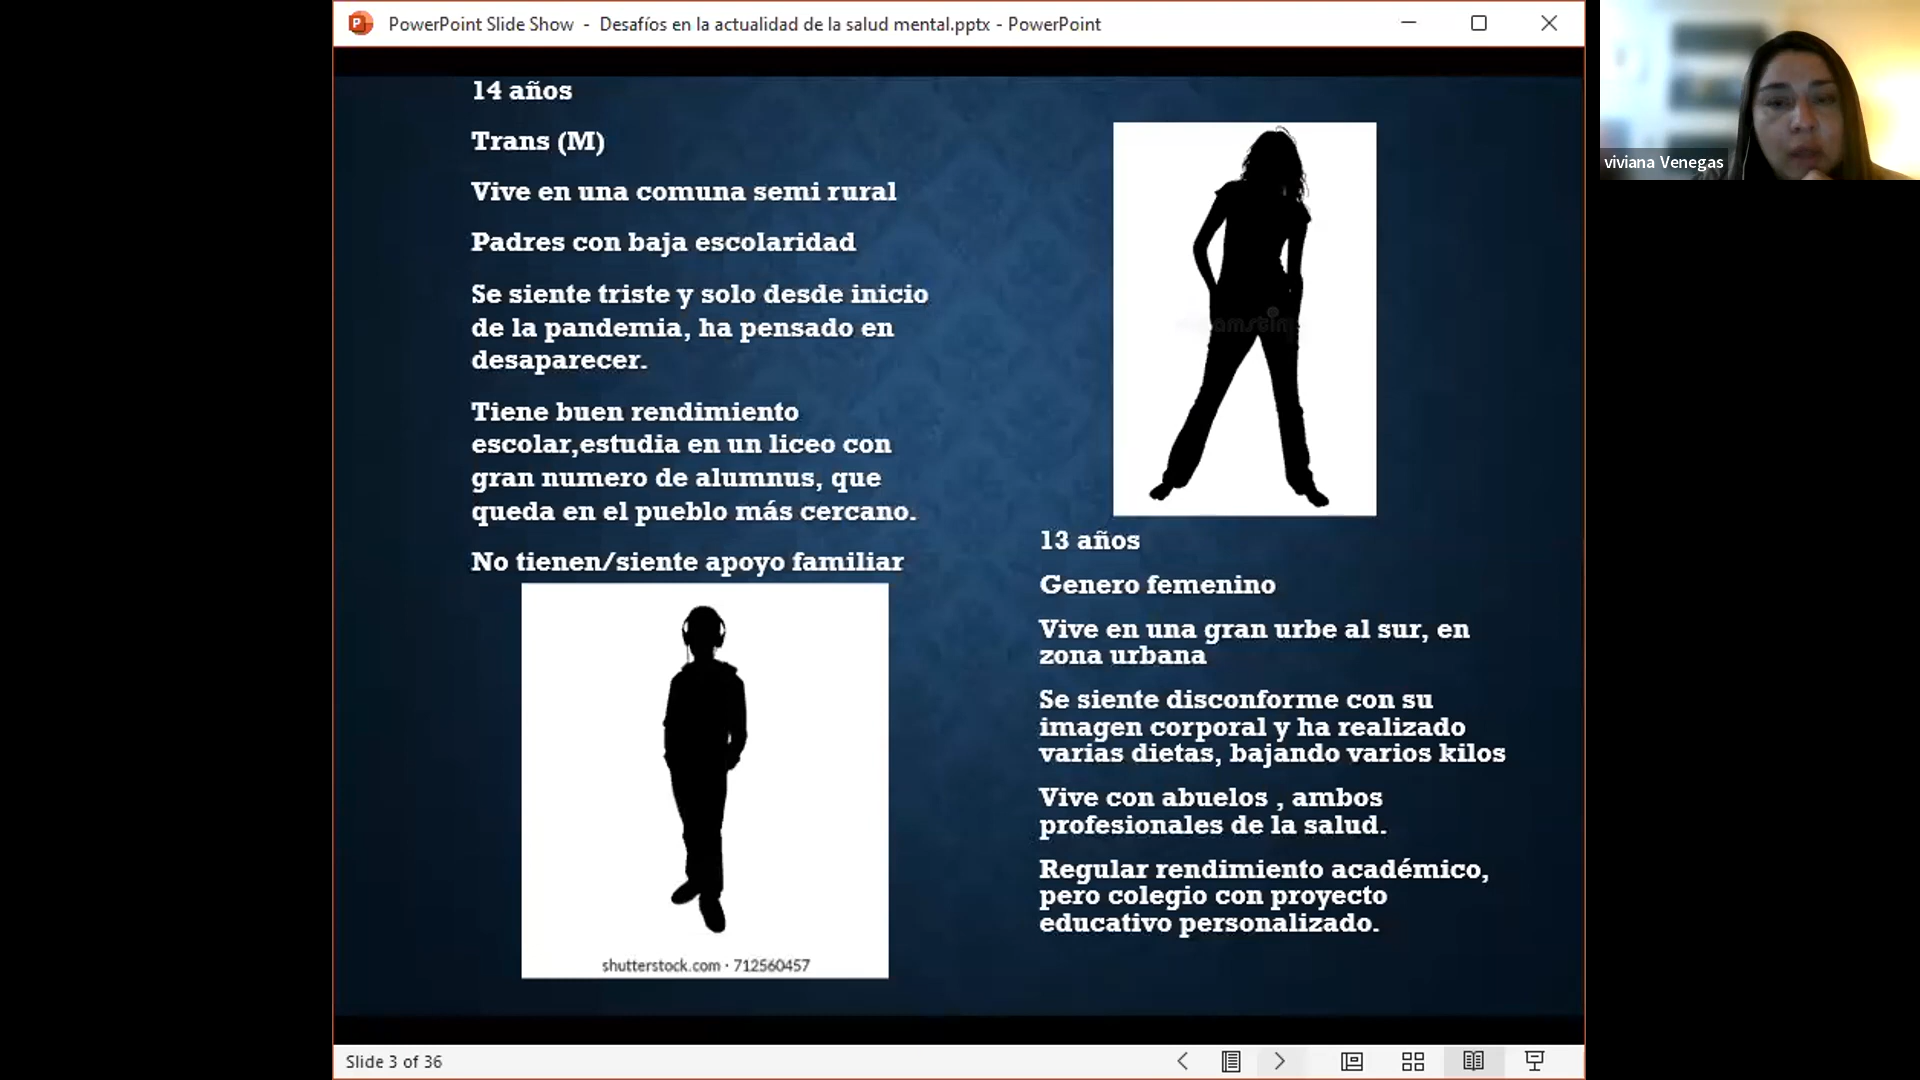 PowerPoint Slide Show - Desafíos en la actualidad de la salud mental.pptx - PowerPoint
viviana Venegas
14 años
Trans (M)
Vive en una comuna semi rural
Padres con baja escolaridad
Se siente triste y solo desde inicio
de la pandemia, ha pensado en
desaparecer.
Tiene buen rendimiento
escolar,estudia en un liceo con
gran numero de alumnus, que
queda en el pueblo más cercano.
No tienen/siente apoyo familiar
shutterstock.com · 712560457
13 años
Genero femenino
Vive en una gran urbe al sur, en
zona urbana
Se siente disconforme con su
imagen corporal y ha realizado
varias dietas, bajando varios kilos
Vive con abuelos , ambos
profesionales de la salud.
Regular rendimiento académico,
pero colegio con proyecto
educativo personalizado.
Slide 3 of 36